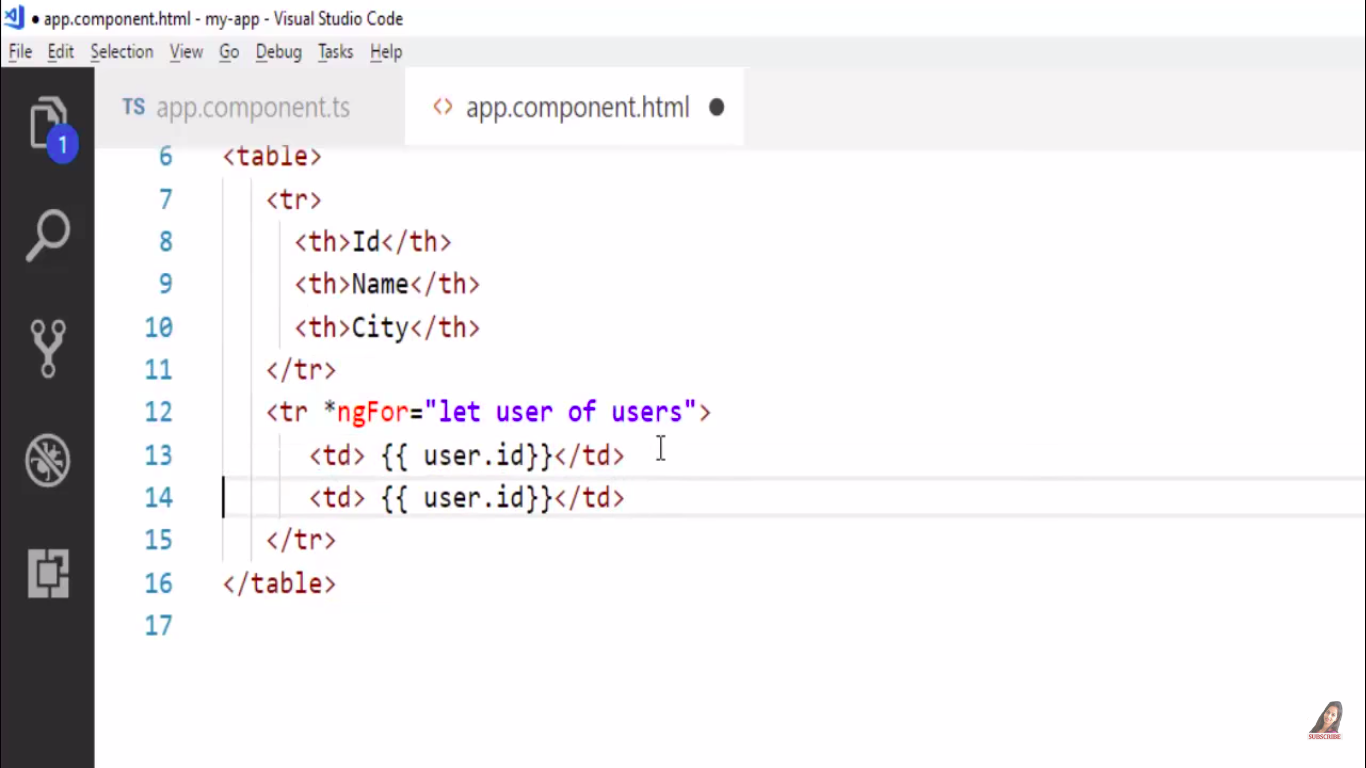 ● app.component.html - my-app - Visual Studio Code
File Edit Selection View Go Debug Tasks Help
TS app.component.ts <> app.component.html ●
1
6 <table>
7 <tr>
8 <th>Id</th>
9 <th>Name</th>
10 <th>City</th>
11 </tr>
12 <tr *ngFor="let user of users">
13 <td> {{ user.id}}</td>
14 <td> {{ user.id}}</td>
15 </tr>
16 </table>
17
SUBSCRIBE